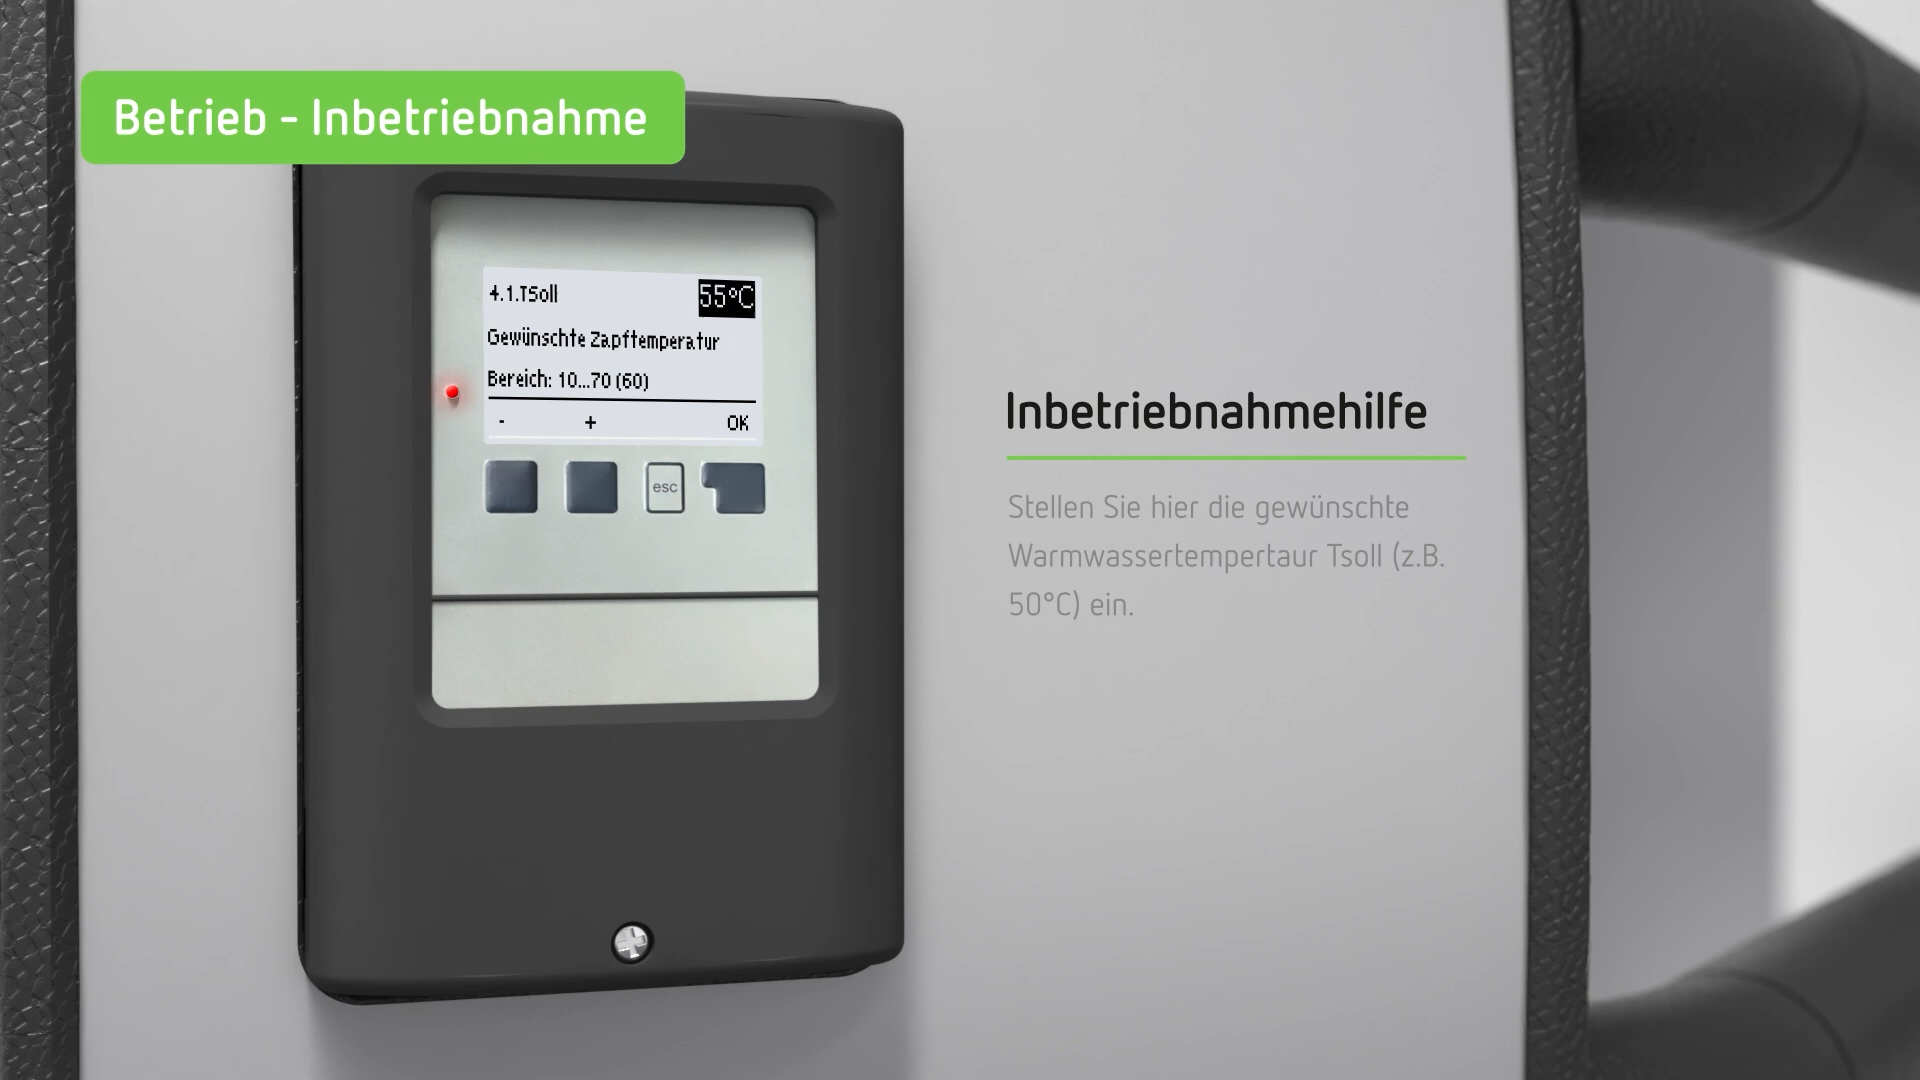 Betrieb - Inbetriebnahme
4.1.TSoll 55°C
Gewünschte Zapftemperatur
Bereich: 10...70 (60)
- + OK
esc
Inbetriebnahmehilfe
Stellen Sie hier die gewünschte
Warmwassertempertaur Tsoll (z.B.
50°C) ein.